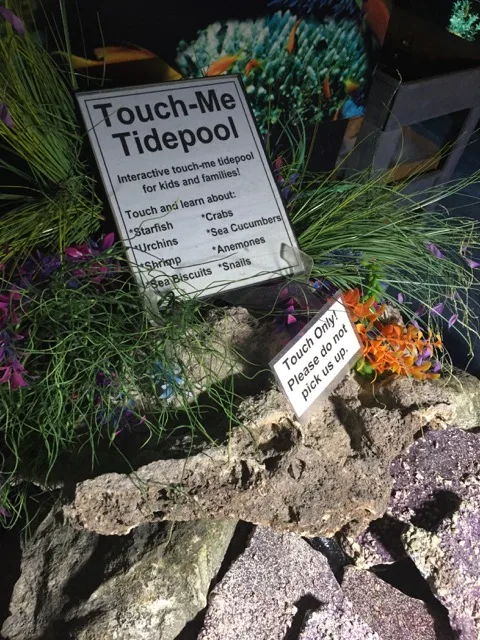 Touch-Me
Tidepool
Interactive touch-me tidepool
for kids and families!
Touch and learn about:
*Starfish *Crabs
*Urchins *Sea Cucumbers
*Shrimp *Anemones
*Sea Biscuits *Snails
Touch Only!
Please do not
pick us up.